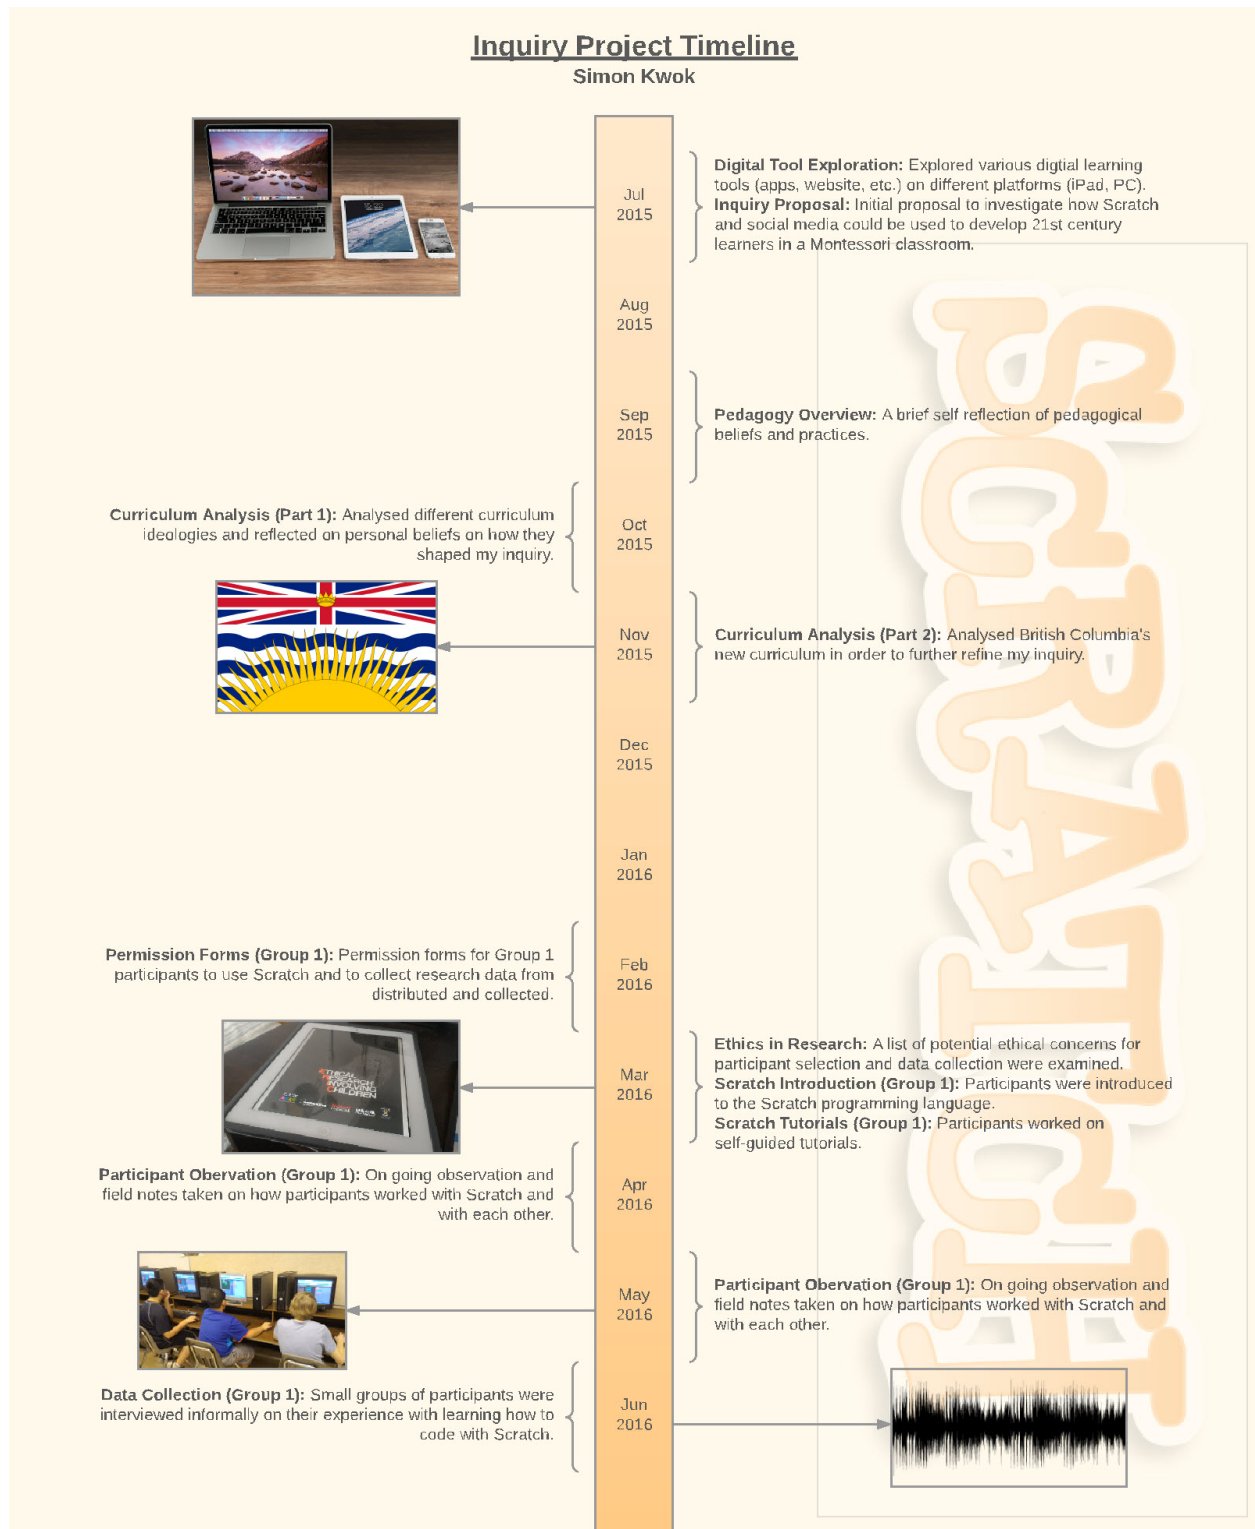 Inquiry Project Timeline
Simon Kwok
Jul
2015
Digital Tool Exploration: Explored various digtial learning
tools (apps, website, etc.) on different platforms (iPad, PC).
Inquiry Proposal: Initial proposal to investigate how Scratch
and social media could be used to develop 21st century
learners in a Montessori classroom.
Aug
2015
Sep
2015
Pedagogy Overview: A brief self reflection of pedagogical
beliefs and practices.
Curriculum Analysis (Part 1): Analysed different curriculum
ideologies and reflected on personal beliefs on how they
shaped my inquiry.
Oct
2015
Nov
2015
Curriculum Analysis (Part 2): Analysed British Columbia's
new curriculum in order to further refine my inquiry.
Dec
2015
Jan
2016
Permission Forms (Group 1): Permission forms for Group 1
participants to use Scratch and to collect research data from
distributed and collected.
Feb
2016
ETHICAL
RESEARCH
INVOLVING
CHILDREN
Mar
2016
Ethics in Research: A list of potential ethical concerns for
participant selection and data collection were examined.
Scratch Introduction (Group 1): Participants were introduced
to the Scratch programming language.
Scratch Tutorials (Group 1): Participants worked on
self-guided tutorials.
Participant Obervation (Group 1): On going observation and
field notes taken on how participants worked with Scratch and
with each other.
Apr
2016
May
2016
Participant Obervation (Group 1): On going observation and
field notes taken on how participants worked with Scratch and
with each other.
Data Collection (Group 1): Small groups of participants were
interviewed informally on their experience with learning how to
code with Scratch.
Jun
2016
SCRATCH